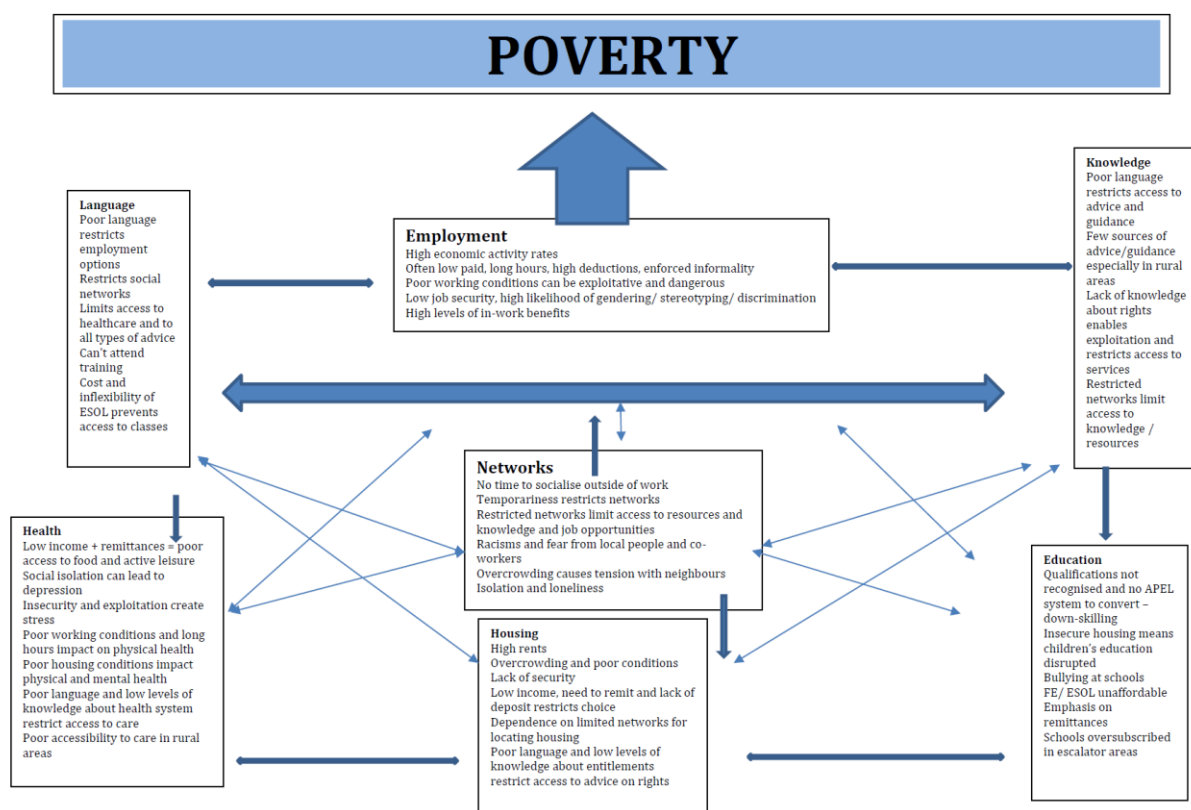 POVERTY
Language
Poor language
restricts
employment
options
Restricts social
networks
Limits access to
healthcare and to
all types of advice
Can't attend
training
Cost and
inflexibility of
ESOL prevents
access to classes
Employment
High economic activity rates
Often low paid, long hours, high deductions, enforced informality
Poor working conditions can be exploitative and dangerous
Low job security, high likelihood of gendering/ stereotyping/ discrimination
High levels of in-work benefits
Knowledge
Poor language
restricts access to
advice and
guidance
Few sources of
advice/guidance
especially in rural
areas
Lack of knowledge
about rights
enables
exploitation and
restricts access to
services
Restricted
networks limit
access to
knowledge /
resources
Networks
No time to socialise outside of work
Temporariness restricts networks
Restricted networks limit access to resources and
knowledge and job opportunities
Racisms and fear from local people and co-
workers
Overcrowding causes tension with neighbours
Isolation and loneliness
Health
Low income + remittances = poor
access to food and active leisure
Social isolation can lead to
depression
Insecurity and exploitation create
stress
Poor working conditions and long
hours impact on physical health
Poor housing conditions impact
physical and mental health
Poor language and low levels of
knowledge about health system
restrict access to care
Poor accessibility to care in rural
areas
Housing
High rents
Overcrowding and poor conditions
Lack of security
Low income, need to remit and lack of
deposit restricts choice
Dependence on limited networks for
locating housing
Poor language and low levels of
knowledge about entitlements
restrict access to advice on rights
Education
Qualifications not
recognised and no APEL
system to convert –
down-skilling
Insecure housing means
children's education
disrupted
Bullying at schools
FE/ ESOL unaffordable
Emphasis on
remittances
Schools oversubscribed
in escalator areas